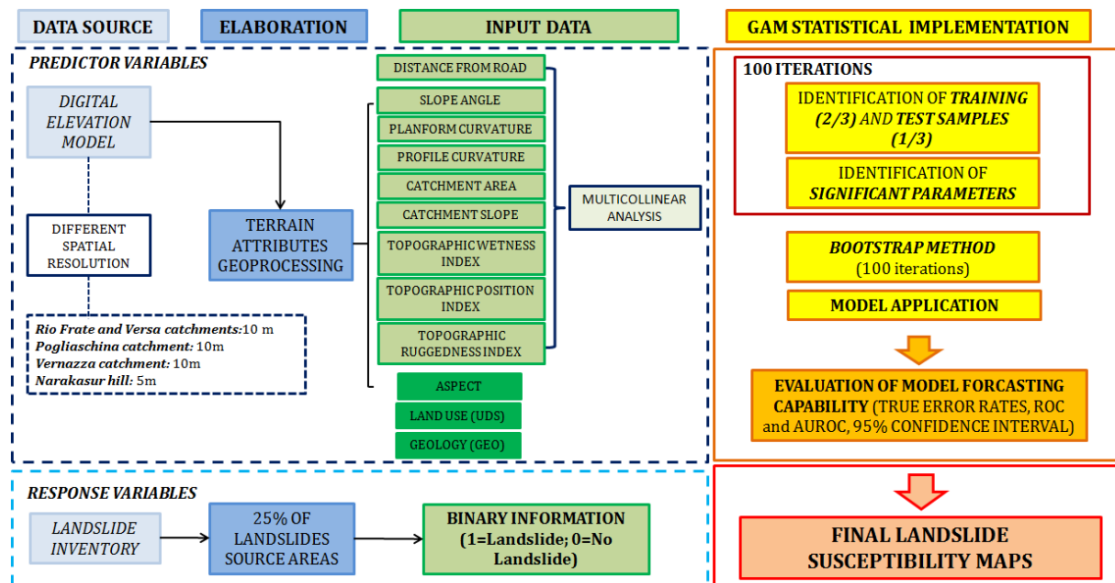 DATA SOURCE
ELABORATION
INPUT DATA
GAM STATISTICAL IMPLEMENTATION
PREDICTOR VARIABLES
DIGITAL
ELEVATION
MODEL
DIFFERENT
SPATIAL
RESOLUTION
Rio Frate and Versa catchments:10 m
Pogliaschina catchment: 10m
Vernazza catchment: 10m
Narakasur hill: 5m
TERRAIN
ATTRIBUTES
GEOPROCESSING
DISTANCE FROM ROAD
SLOPE ANGLE
PLANFORM CURVATURE
PROFILE CURVATURE
CATCHMENT AREA
CATCHMENT SLOPE
TOPOGRAPHIC WETNESS
INDEX
TOPOGRAPHIC POSITION
INDEX
TOPOGRAPHIC
RUGGEDNESS INDEX
ASPECT
LAND USE (UDS)
GEOLOGY (GEO)
MULTICOLLINEAR
ANALYSIS
100 ITERATIONS
IDENTIFICATION OF TRAINING
(2/3) AND TEST SAMPLES
(1/3)
IDENTIFICATION OF
SIGNIFICANT PARAMETERS
BOOTSTRAP METHOD
(100 iterations)
MODEL APPLICATION
EVALUATION OF MODEL FORCASTING
CAPABILITY (TRUE ERROR RATES, ROC
and AUROC, 95% CONFIDENCE INTERVAL)
RESPONSE VARIABLES
LANDSLIDE
INVENTORY
25% OF
LANDSLIDES
SOURCE AREAS
BINARY INFORMATION
(1=Landslide; 0=No
Landslide)
FINAL LANDSLIDE
SUSCEPTIBILITY MAPS